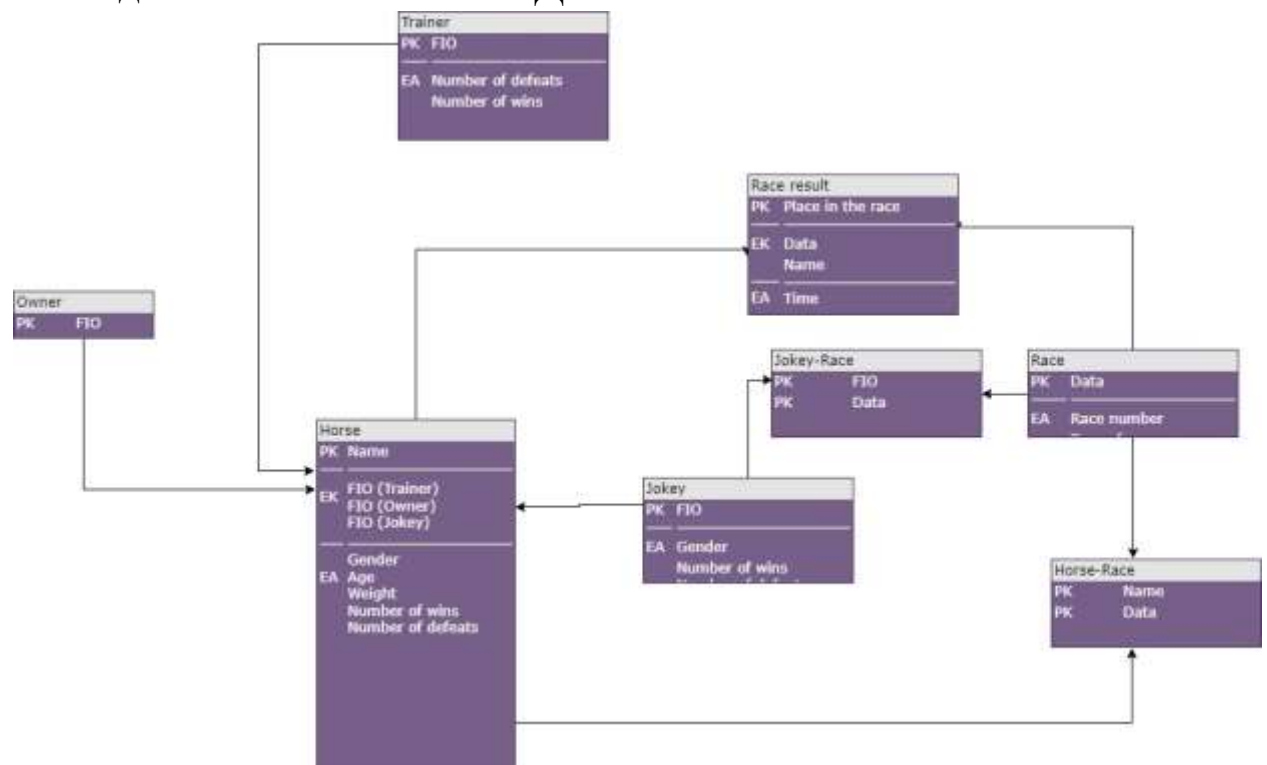 Trainer
PK FIO
EA Number of defeats
Number of wins
Race result
PK Place in the race
EK Data
Name
EA Time
Owner
PK FIO
Jokey-Race
PK FIO
PK Data
Race
PK Data
EA Race number
Horse
PK Name
EK FIO (Trainer)
FIO (Owner)
FIO (Jokey)
Gender
EA Age
Weight
Number of wins
Number of defeats
Jokey
PK FIO
EA Gender
Number of wins
Horse-Race
PK Name
PK Data